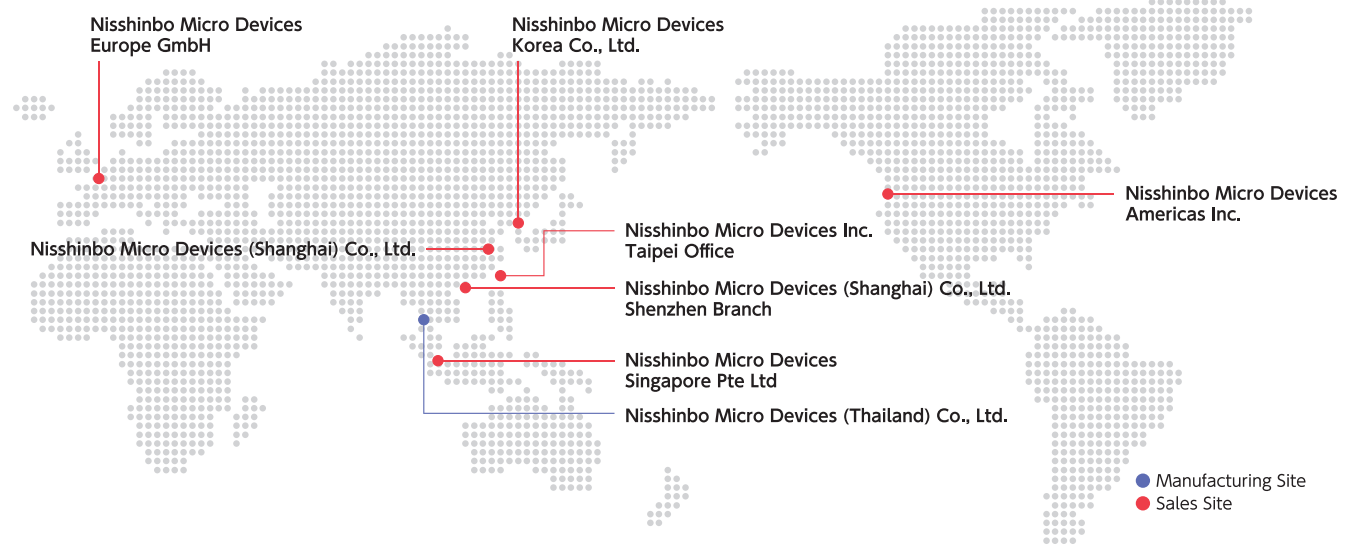 Nisshinbo Micro Devices
Europe GmbH
Nisshinbo Micro Devices
Korea Co., Ltd.
Nisshinbo Micro Devices
Americas Inc.
Nisshinbo Micro Devices Inc.
Taipei Office
Nisshinbo Micro Devices (Shanghai) Co., Ltd.
Nisshinbo Micro Devices (Shanghai) Co., Ltd.
Shenzhen Branch
Nisshinbo Micro Devices
Singapore Pte Ltd
Nisshinbo Micro Devices (Thailand) Co., Ltd.
Manufacturing Site
Sales Site